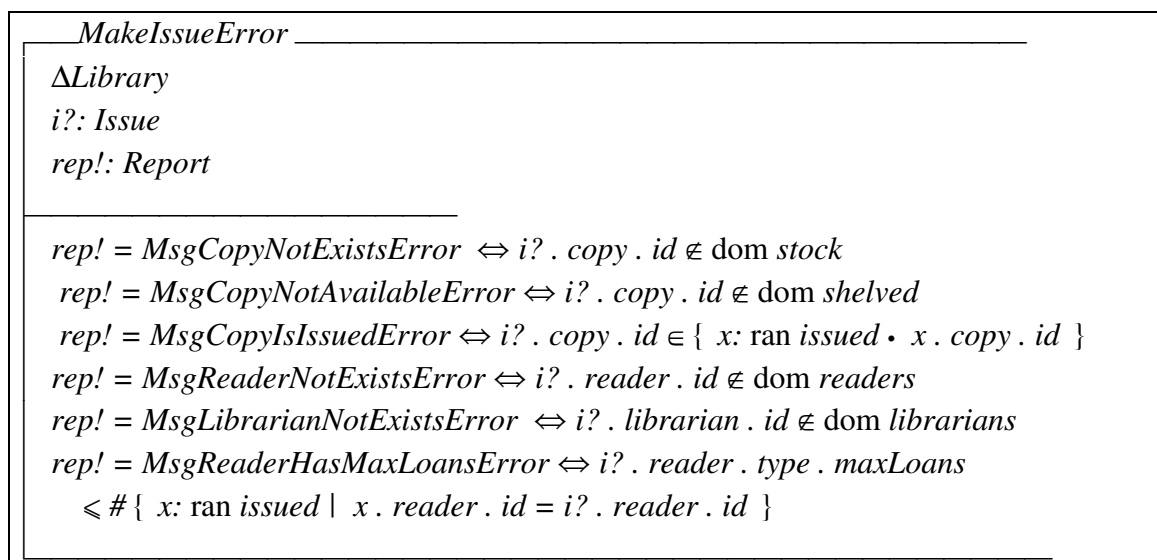 MakeIssueError
ΔLibrary
i?: Issue
rep!: Report
rep! = MsgCopyNotExistsError ⇔ i? . copy . id ∉ dom stock
rep! = MsgCopyNotAvailableError ⇔ i? . copy . id ∉ dom shelved
rep! = MsgCopyIsIssuedError ⇔ i? . copy . id ∈ { x: ran issued • x . copy . id }
rep! = MsgReaderNotExistsError ⇔ i? . reader . id ∉ dom readers
rep! = MsgLibrarianNotExistsError ⇔ i? . librarian . id ∉ dom librarians
rep! = MsgReaderHasMaxLoansError ⇔ i? . reader . type . maxLoans
⩽ # { x: ran issued | x . reader . id = i? . reader . id }